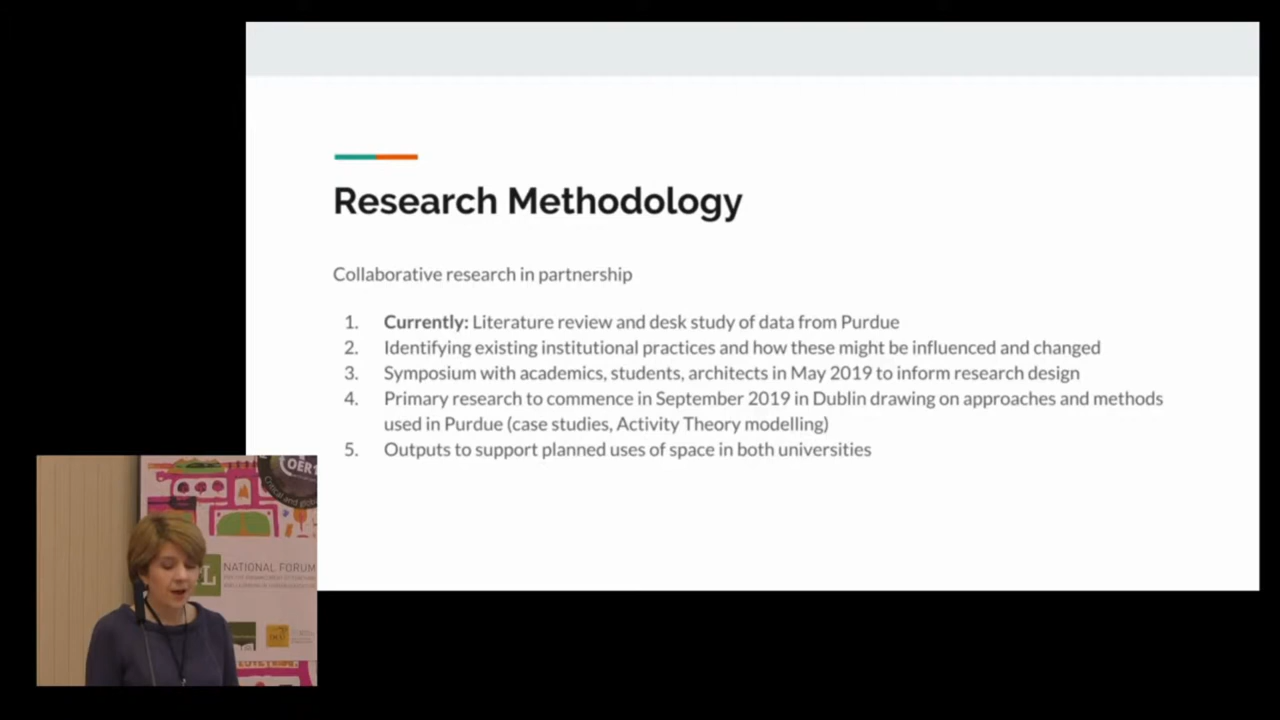 Research Methodology
Collaborative research in partnership
1. Currently: Literature review and desk study of data from Purdue
2. Identifying existing institutional practices and how these might be influenced and changed
3. Symposium with academics, students, architects in May 2019 to inform research design
4. Primary research to commence in September 2019 in Dublin drawing on approaches and methods
used in Purdue (case studies, Activity Theory modelling)
5. Outputs to support planned uses of space in both universities
OER1
NATIONAL FORUM